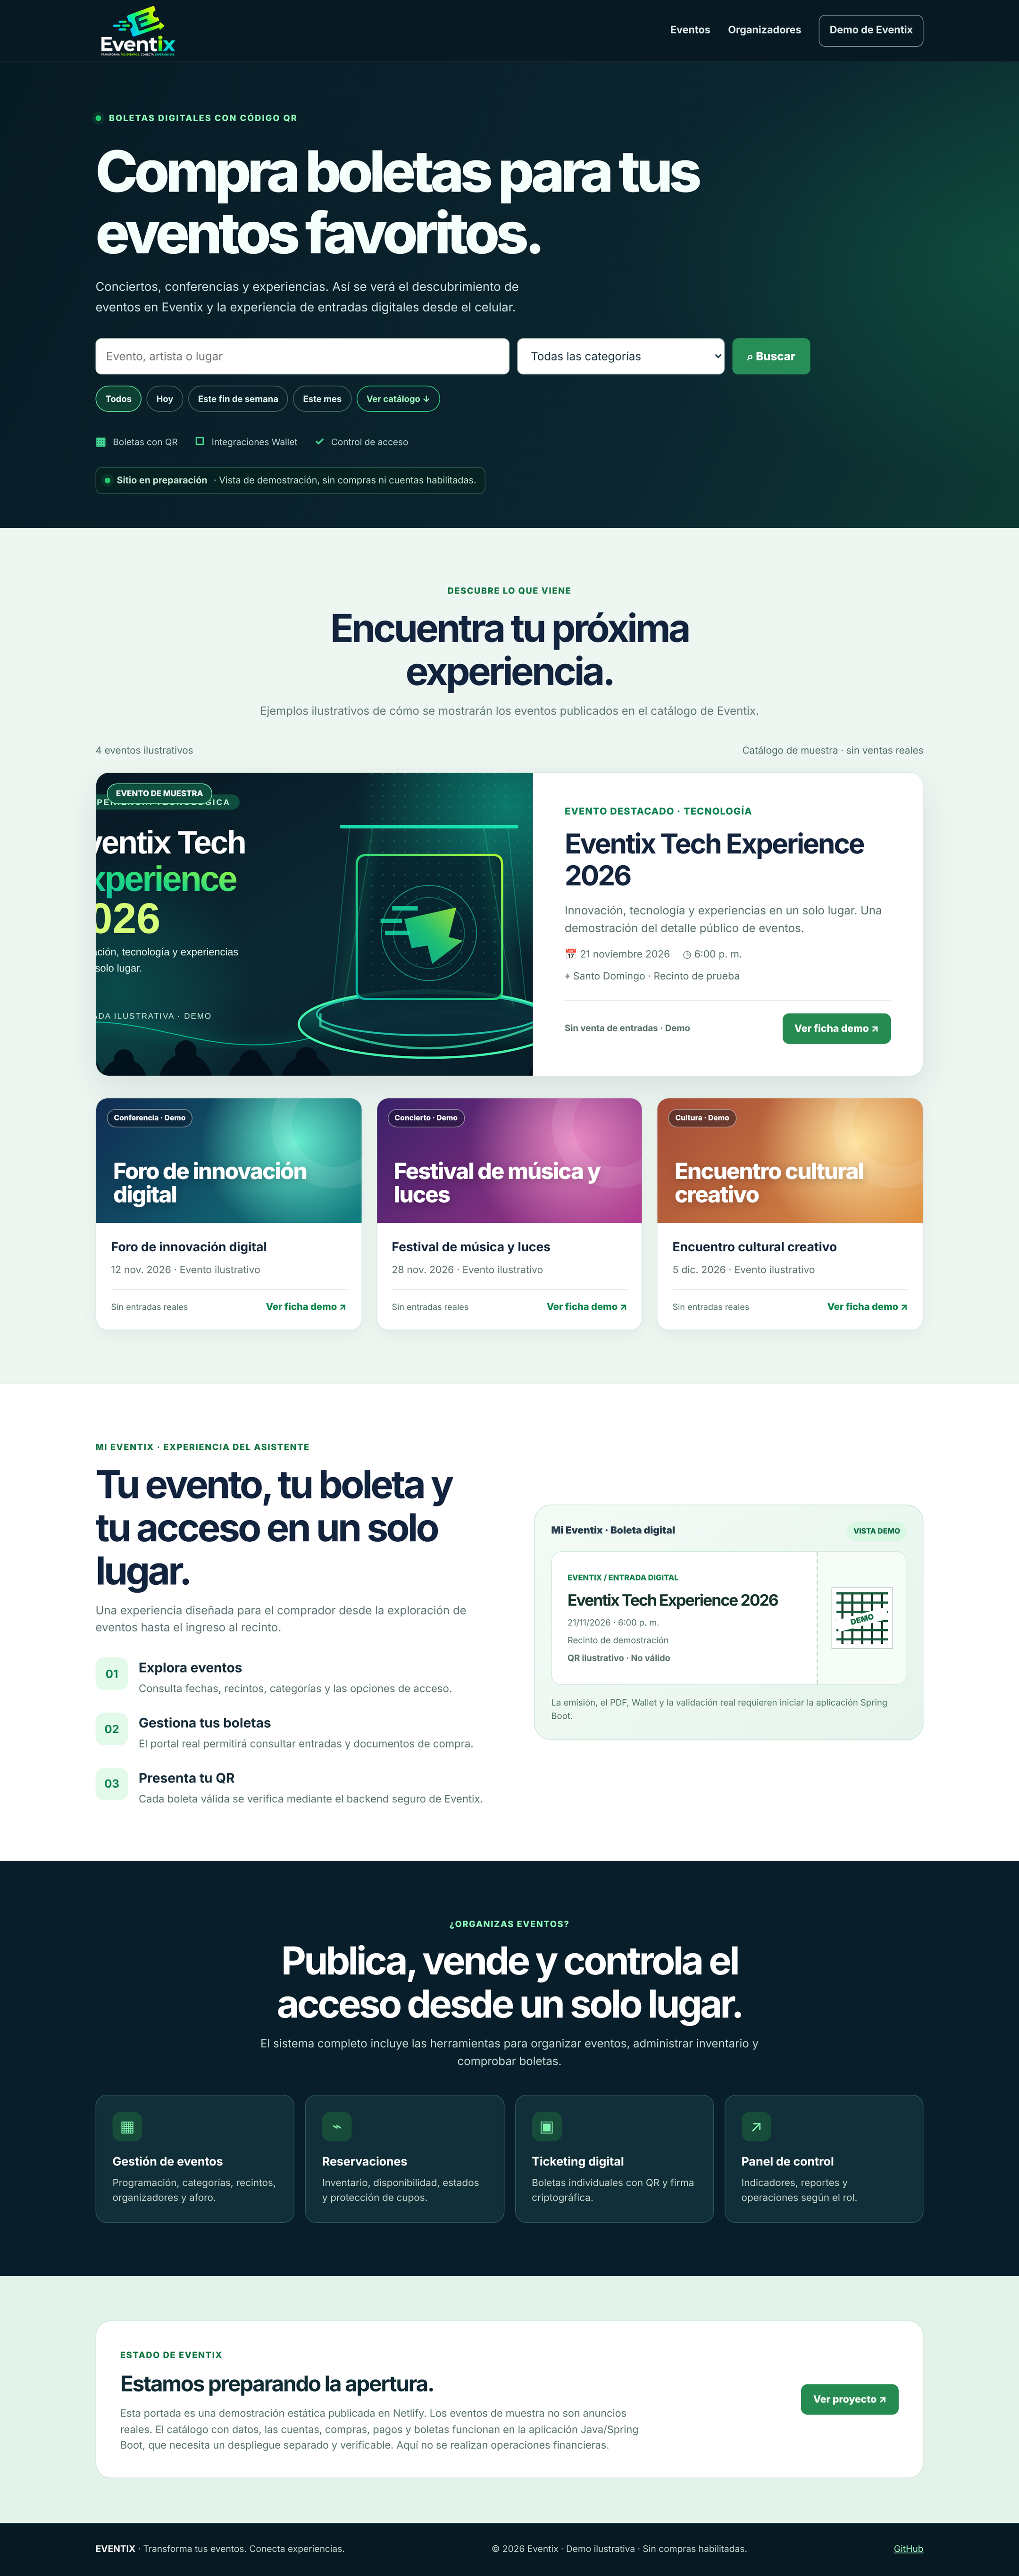 Eventix
TRANSFORMA TUS EVENTOS. CONECTA EXPERIENCIAS.
Eventos
Organizadores
Demo de Eventix
BOLETAS DIGITALES CON CÓDIGO QR
Compra boletas para tus
eventos favoritos.
Conciertos, conferencias y experiencias. Así se verá el descubrimiento de
eventos en Eventix y la experiencia de entradas digitales desde el celular.
Evento, artista o lugar
Todas las categorías
⌕ Buscar
Todos
Hoy
Este fin de semana
Este mes
Ver catálogo ↓
Boletas con QR
Integraciones Wallet
✓ Control de acceso
Sitio en preparación · Vista de demostración, sin compras ni cuentas habilitadas.
DESCUBRE LO QUE VIENE
Encuentra tu próxima
experiencia.
Ejemplos ilustrativos de cómo se mostrarán los eventos publicados en el catálogo de Eventix.
4 eventos ilustrativos
Catálogo de muestra · sin ventas reales
EVENTO DE MUESTRA
ventix Tech
xperience
026
ación, tecnología y experiencias
solo lugar.
ADA ILUSTRATIVA · DEMO
EVENTO DESTACADO · TECNOLOGÍA
Eventix Tech Experience
2026
Innovación, tecnología y experiencias en un solo lugar. Una
demostración del detalle público de eventos.
📅 21 noviembre 2026 ◷ 6:00 p. m.
⌖ Santo Domingo · Recinto de prueba
Sin venta de entradas · Demo
Ver ficha demo ↗
Conferencia · Demo
Foro de innovación
digital
Foro de innovación digital
12 nov. 2026 · Evento ilustrativo
Sin entradas reales
Ver ficha demo ↗
Concierto · Demo
Festival de música y
luces
Festival de música y luces
28 nov. 2026 · Evento ilustrativo
Sin entradas reales
Ver ficha demo ↗
Cultura · Demo
Encuentro cultural
creativo
Encuentro cultural creativo
5 dic. 2026 · Evento ilustrativo
Sin entradas reales
Ver ficha demo ↗
MI EVENTIX · EXPERIENCIA DEL ASISTENTE
Tu evento, tu boleta y
tu acceso en un solo
lugar.
Una experiencia diseñada para el comprador desde la exploración de
eventos hasta el ingreso al recinto.
01
Explora eventos
Consulta fechas, recintos, categorías y las opciones de acceso.
02
Gestiona tus boletas
El portal real permitirá consultar entradas y documentos de compra.
03
Presenta tu QR
Cada boleta válida se verifica mediante el backend seguro de Eventix.
Mi Eventix · Boleta digital
VISTA DEMO
EVENTIX / ENTRADA DIGITAL
Eventix Tech Experience 2026
21/11/2026 · 6:00 p. m.
Recinto de demostración
QR ilustrativo · No válido
DEMO
La emisión, el PDF, Wallet y la validación real requieren iniciar la aplicación Spring
Boot.
¿ORGANIZAS EVENTOS?
Publica, vende y controla el
acceso desde un solo lugar.
El sistema completo incluye las herramientas para organizar eventos, administrar inventario y
comprobar boletas.
Gestión de eventos
Programación, categorías, recintos,
organizadores y aforo.
Reservaciones
Inventario, disponibilidad, estados
y protección de cupos.
Ticketing digital
Boletas individuales con QR y firma
criptográfica.
Panel de control
Indicadores, reportes y
operaciones según el rol.
ESTADO DE EVENTIX
Estamos preparando la apertura.
Esta portada es una demostración estática publicada en Netlify. Los eventos de muestra no son anuncios
reales. El catálogo con datos, las cuentas, compras, pagos y boletas funcionan en la aplicación Java/Spring
Boot, que necesita un despliegue separado y verificable. Aquí no se realizan operaciones financieras.
Ver proyecto ↗
EVENTIX · Transforma tus eventos. Conecta experiencias.
© 2026 Eventix · Demo ilustrativa · Sin compras habilitadas.
GitHub